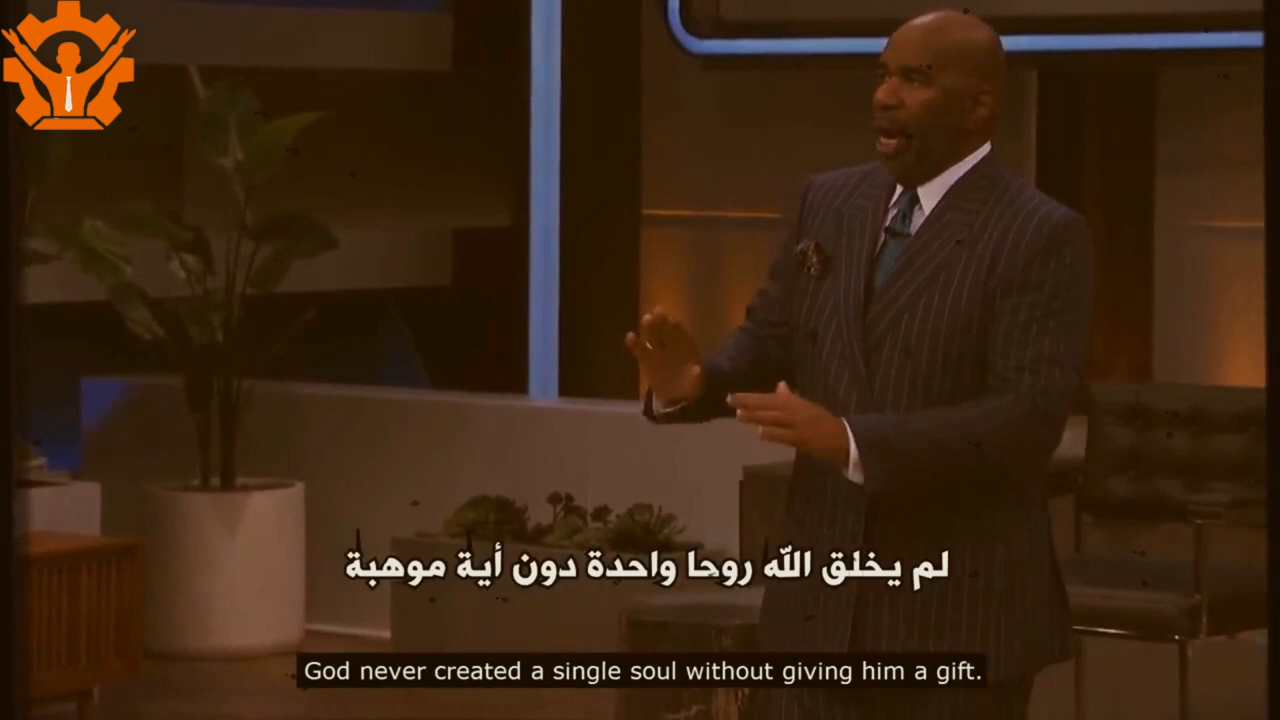 لم يخلق الله روحا واحدة دون أية موهبة
God never created a single soul without giving him a gift.